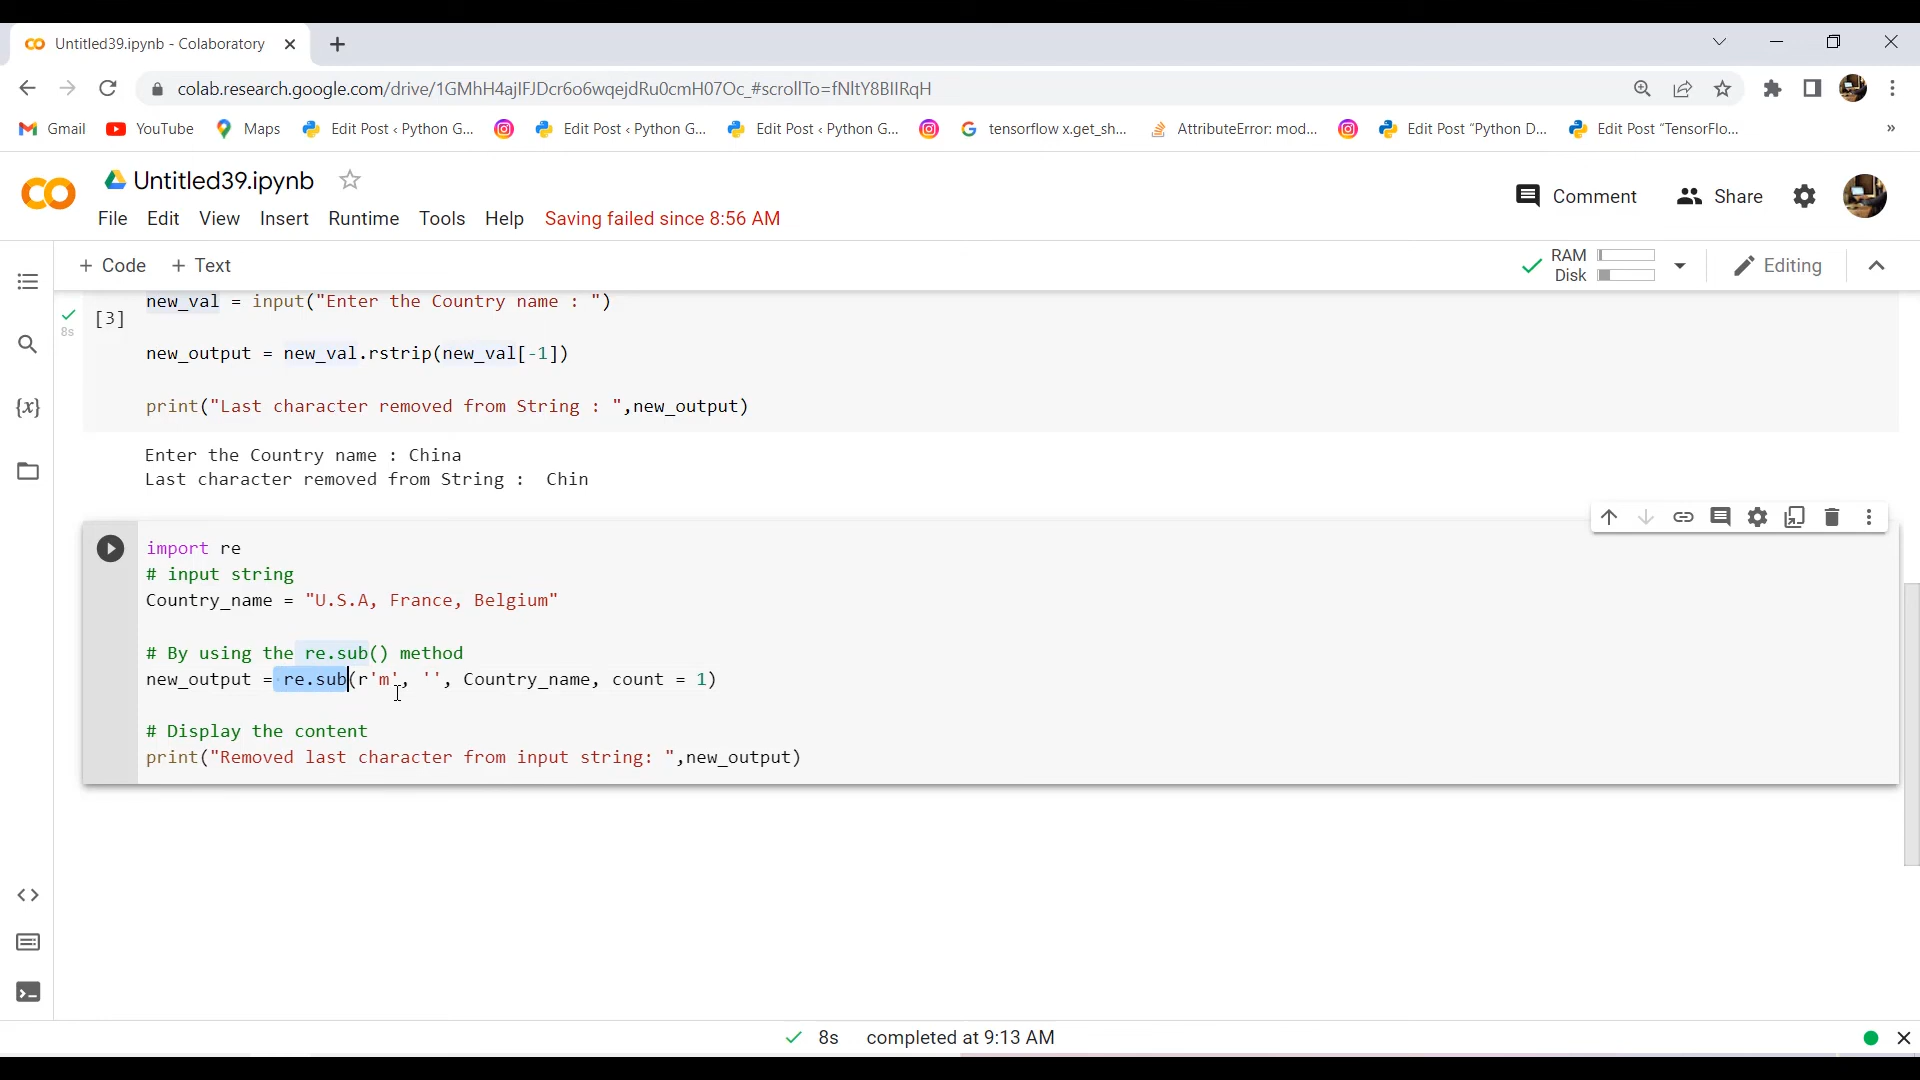 Untitled39.ipynb - Colaboratory
colab.research.google.com/drive/1GMhH4ajIFJDcr6o6wqejdRu0cmH07Oc_#scrollTo=fNltY8BIIRqH
Gmail YouTube Maps Edit Post ‹ Python G... Edit Post ‹ Python G... Edit Post ‹ Python G... tensorflow x.get_sh... AttributeError: mod... Edit Post “Python D... Edit Post “TensorFlo... »
Untitled39.ipynb
Comment Share
File Edit View Insert Runtime Tools Help Saving failed since 8:56 AM
+ Code + Text
RAM
Disk
Editing
new_val = input("Enter the Country name : ")
[3]
8s
new_output = new_val.rstrip(new_val[-1])
{x}
print("Last character removed from String : ",new_output)
Enter the Country name : China
Last character removed from String :  Chin
import re
# input string
Country_name = "U.S.A, France, Belgium"
# By using the re.sub() method
new_output = re.sub(r'm', '', Country_name, count = 1)
# Display the content
print("Removed last character from input string: ",new_output)
8s completed at 9:13 AM